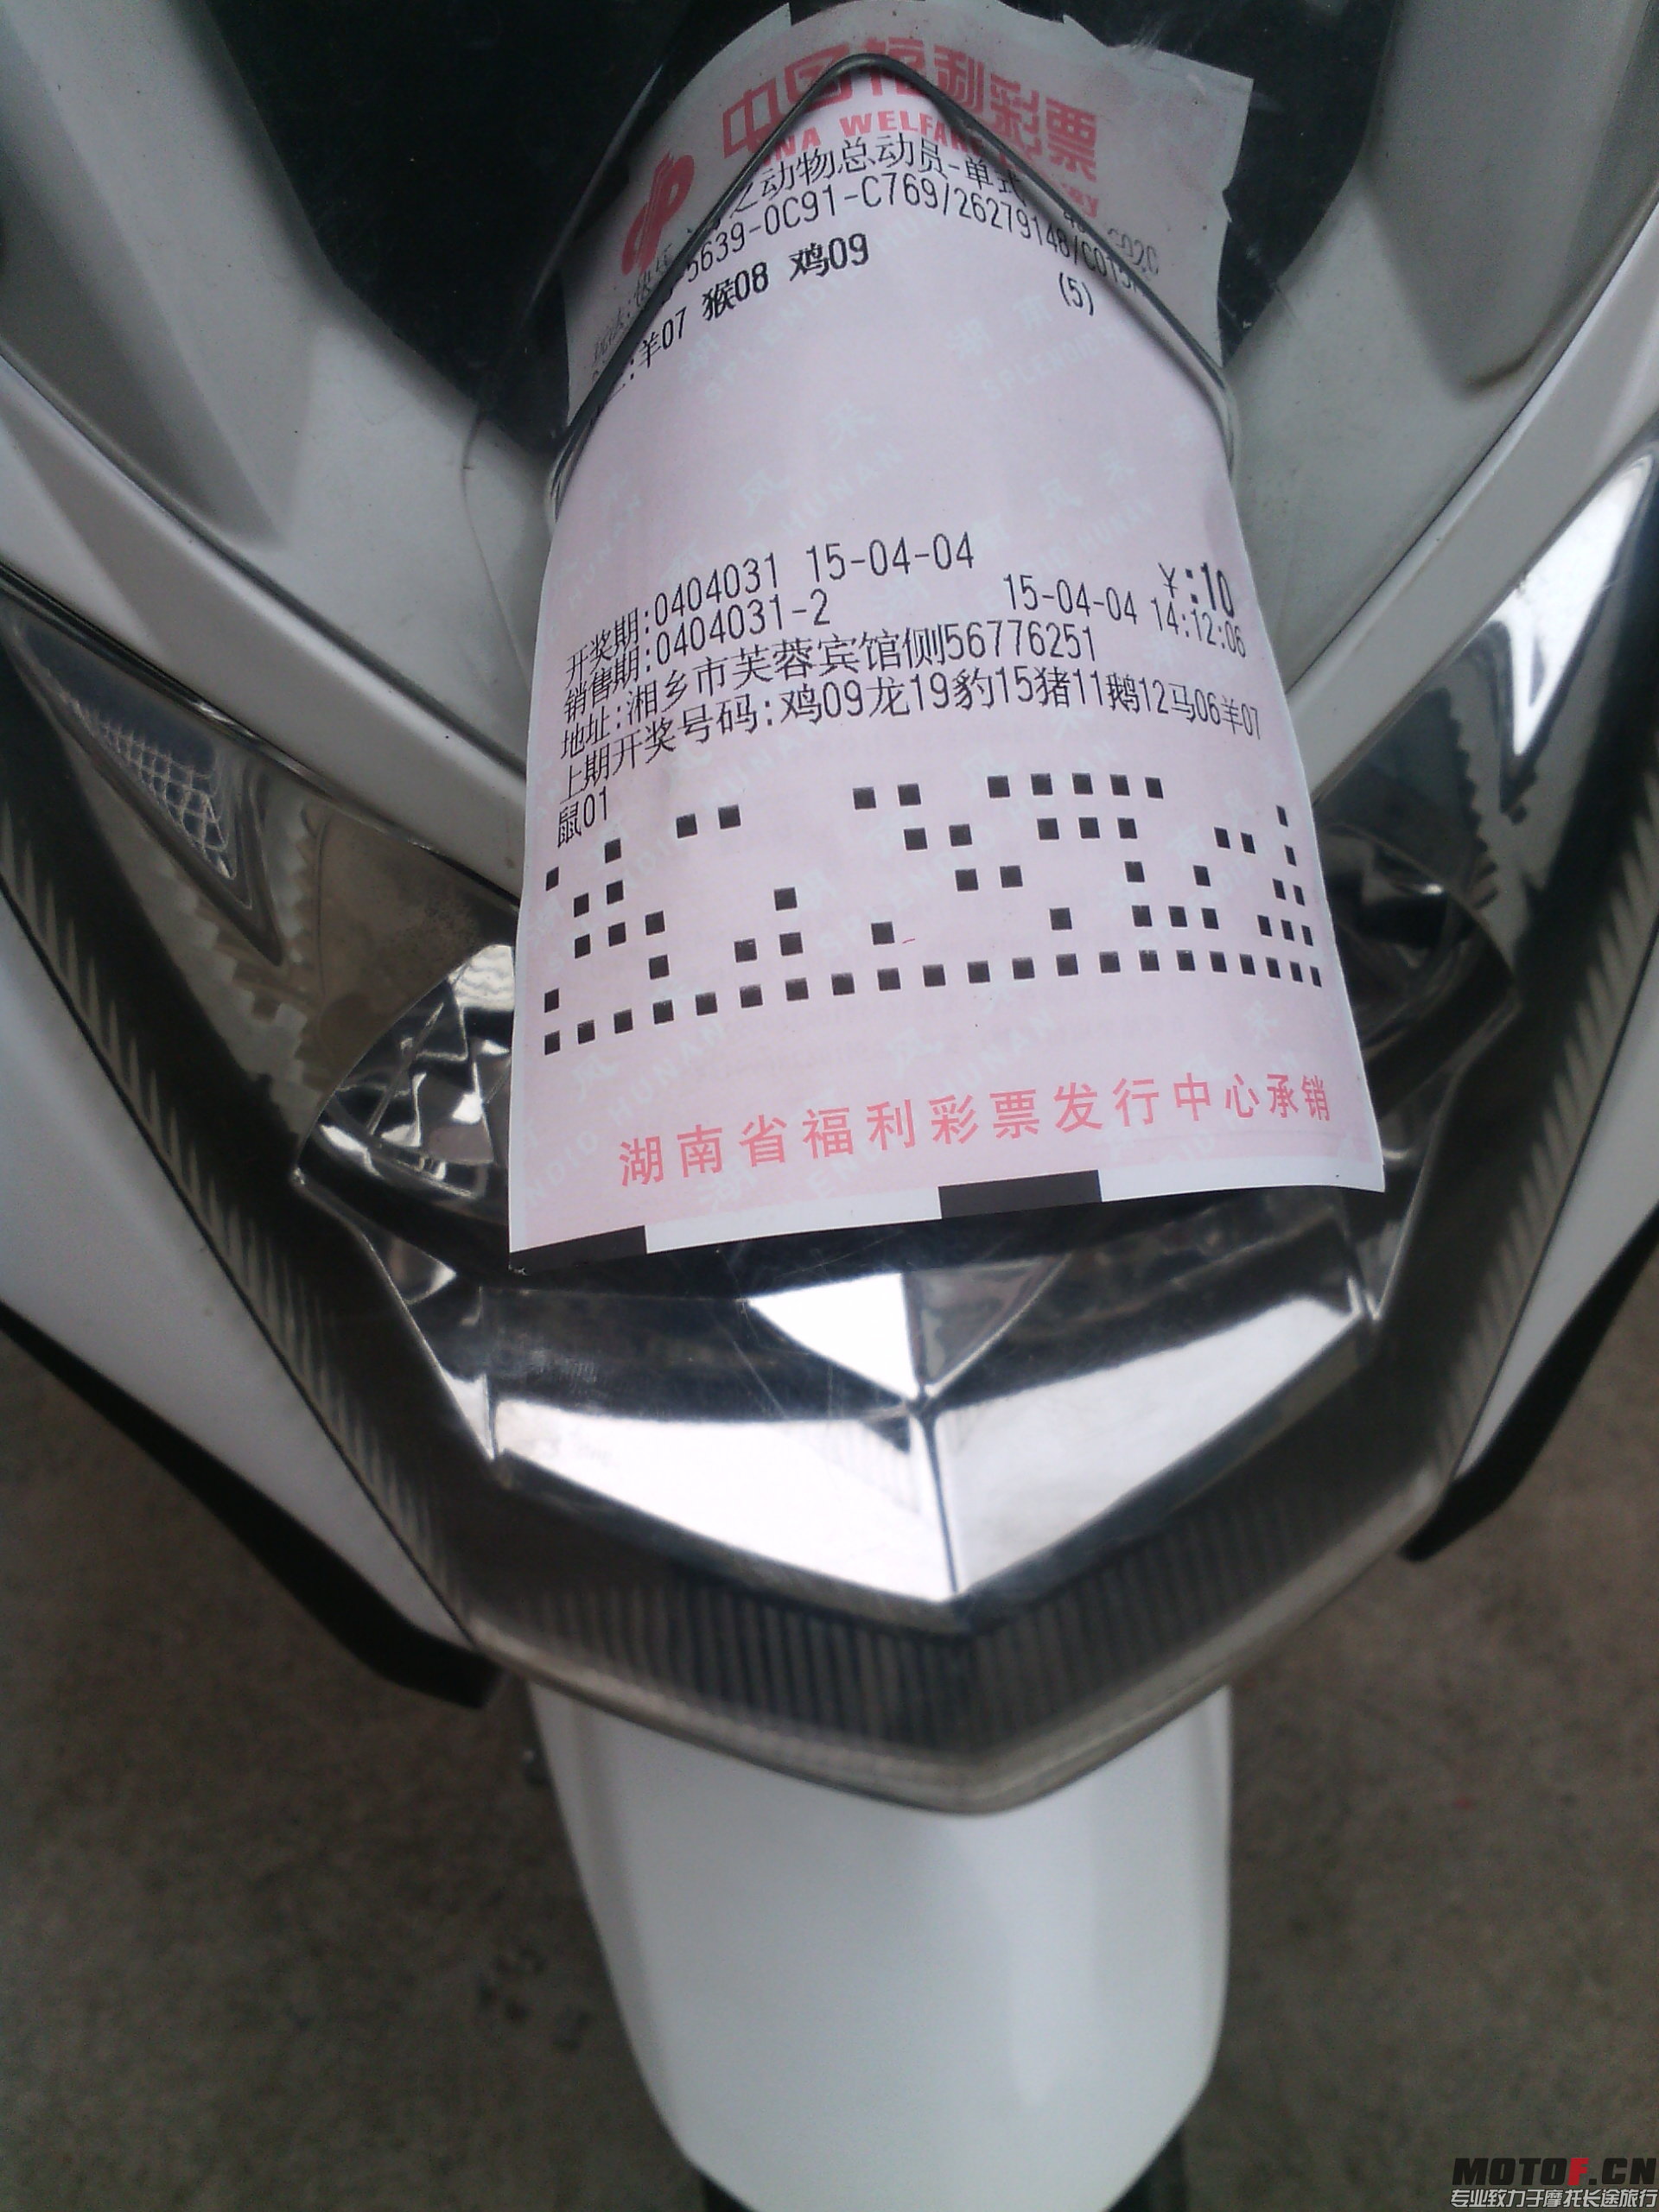 中国福利彩票
WELFARE
之动物总动员-单式
5639-0C91-C769/26279148/C0
羊07 猴08 鸡09
(5)
¥:10
开奖期:0404031 15-04-04
销售期:0404031-2 15-04-04 14:12:06
地址:湘乡市芙蓉宾馆侧56776251
上期开奖号码:鸡09龙19豹15猪11鹅12马06羊07
鼠01
湖南省福利彩票发行中心承销
MOTOF.CN
专业致力于摩托长途旅行